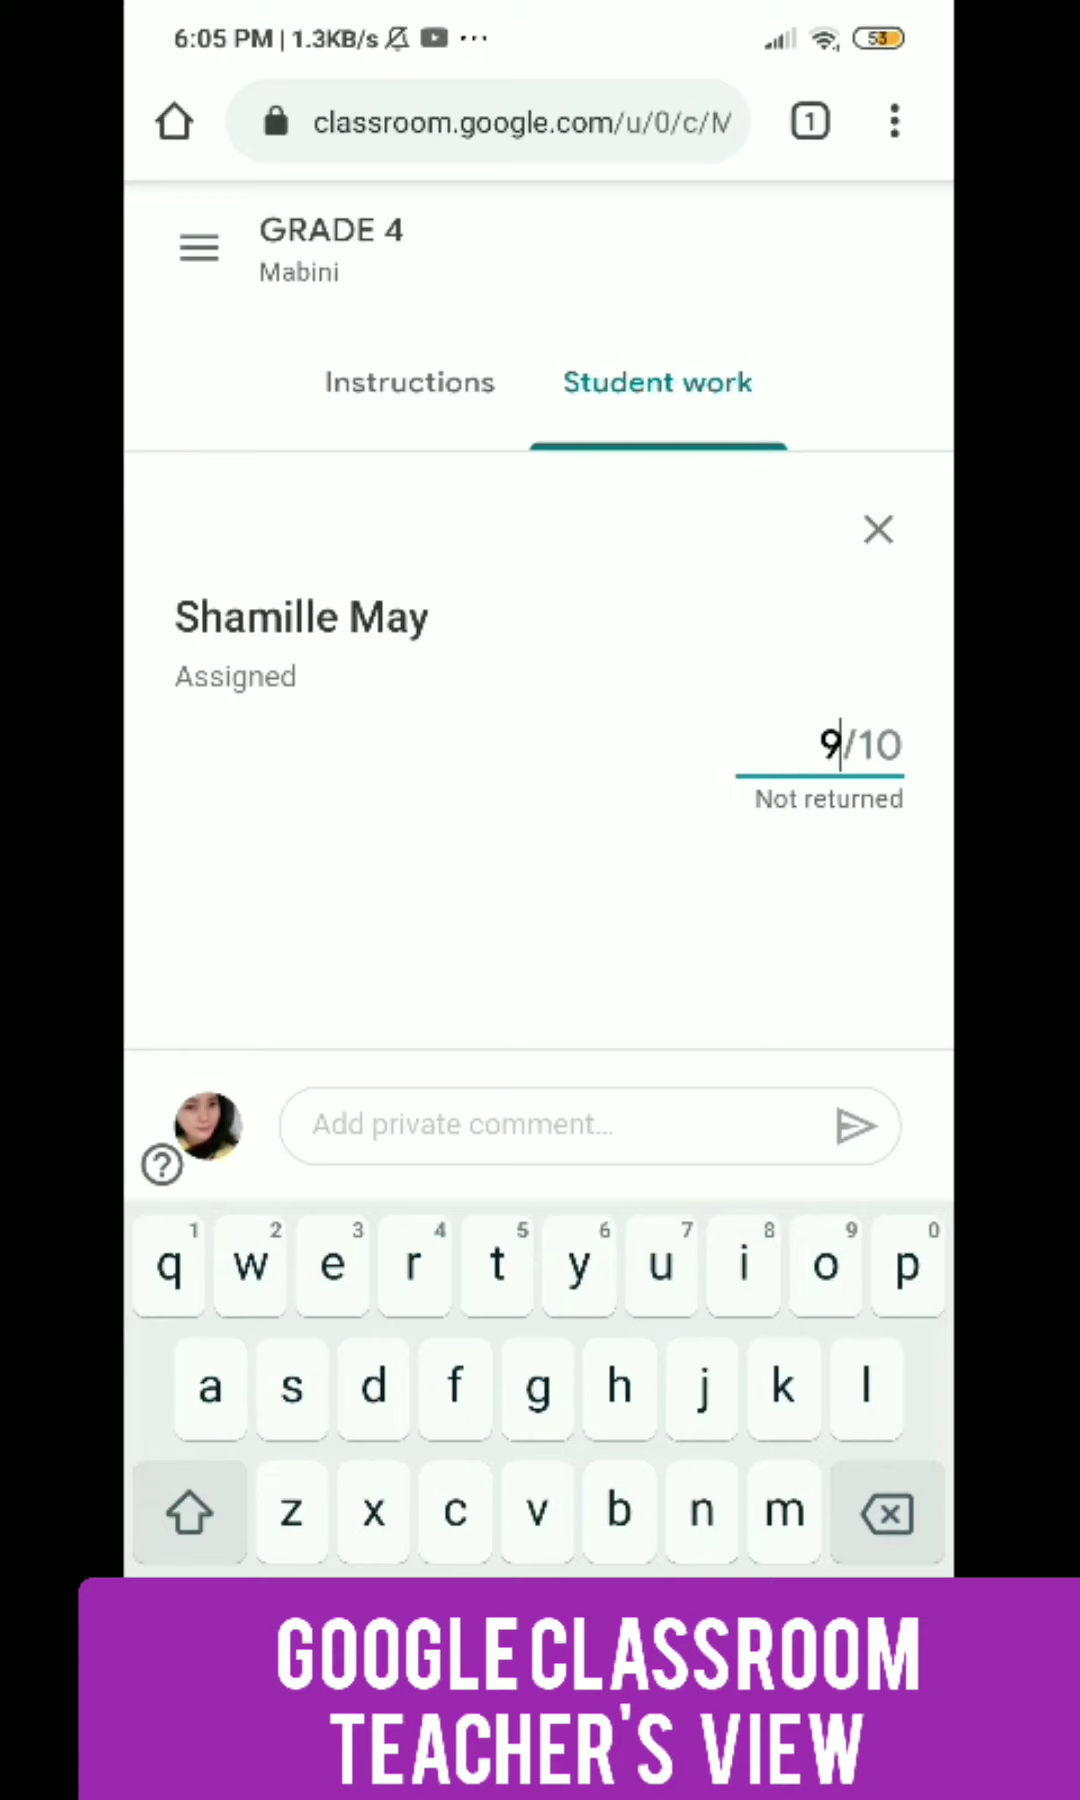 6:05 PM | 1.3KB/s ...
53
classroom.google.com/u/0/c/M
1
GRADE 4
Mabini
Instructions
Student work
Shamille May
Assigned
9/10
Not returned
Add private comment...
?
1 2 3 4 5 6 7 8 9 0
q w e r t y u i o p
a s d f g h j k l
z x c v b n m
GOOGLE CLASSROOM
TEACHER'S VIEW